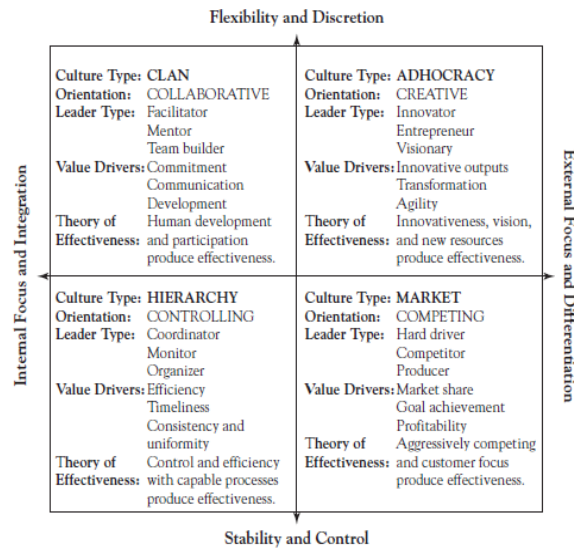 Flexibility and Discretion
Internal Focus and Integration
Culture Type: CLAN
Orientation: COLLABORATIVE
Leader Type: Facilitator
Mentor
Team builder
Value Drivers: Commitment
Communication
Development
Theory of Human development
Effectiveness: and participation
produce effectiveness.
Culture Type: ADHOCRACY
Orientation: CREATIVE
Leader Type: Innovator
Entrepreneur
Visionary
Value Drivers: Innovative outputs
Transformation
Agility
Theory of Innovativeness, vision,
Effectiveness: and new resources
produce effectiveness.
Culture Type: HIERARCHY
Orientation: CONTROLLING
Leader Type: Coordinator
Monitor
Organizer
Value Drivers: Efficiency
Timeliness
Consistency and
uniformity
Theory of Control and efficiency
Effectiveness: with capable processes
produce effectiveness.
Culture Type: MARKET
Orientation: COMPETING
Leader Type: Hard driver
Competitor
Producer
Value Drivers: Market share
Goal achievement
Profitability
Theory of Aggressively competing
Effectiveness: and customer focus
produce effectiveness.
External Focus and Differentiation
Stability and Control